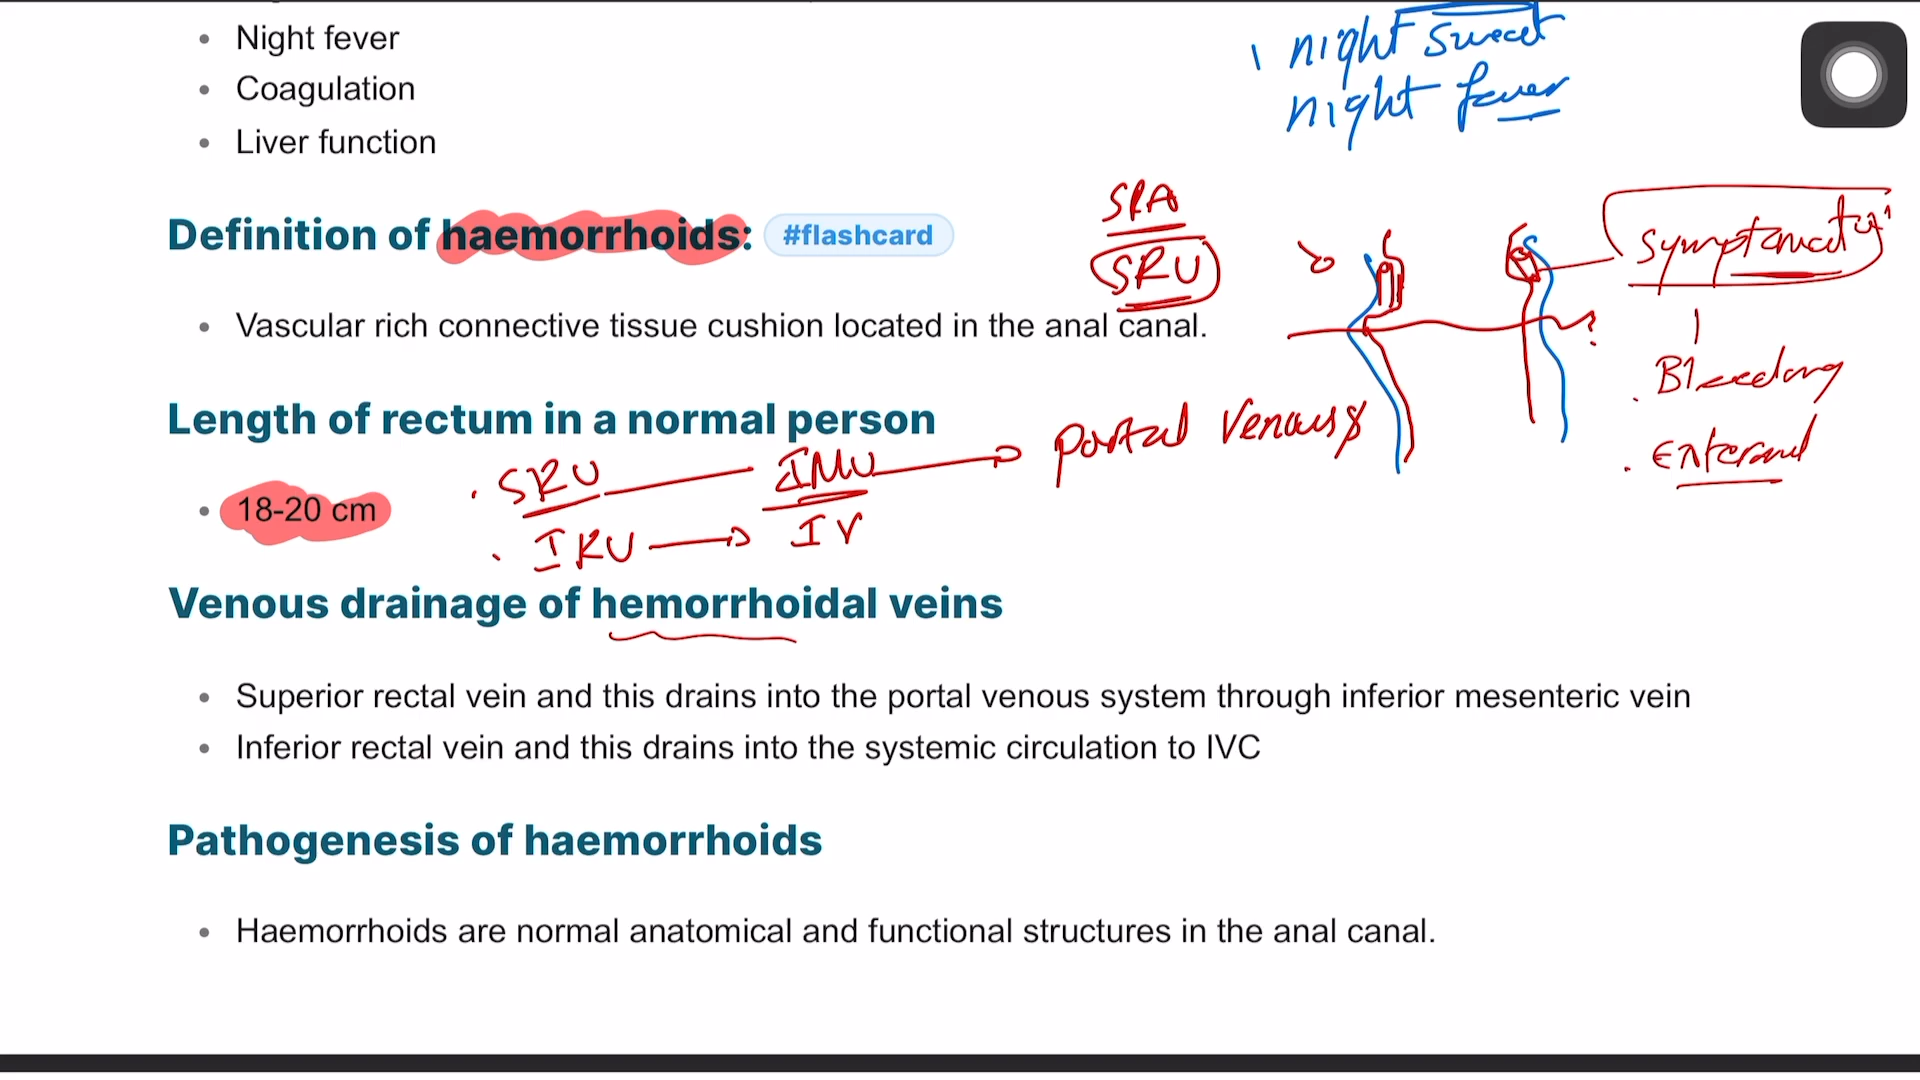 Night fever
Coagulation
Liver function
night sweat
night fever
Definition of haemorrhoids: #flashcard
SRA
SRV
Vascular rich connective tissue cushion located in the anal canal.
Bleeding
External
Length of rectum in a normal person
18-20 cm
SRV IMV portal venous
IRV IV
Venous drainage of hemorrhoidal veins
Superior rectal vein and this drains into the portal venous system through inferior mesenteric vein
Inferior rectal vein and this drains into the systemic circulation to IVC
Pathogenesis of haemorrhoids
Haemorrhoids are normal anatomical and functional structures in the anal canal.